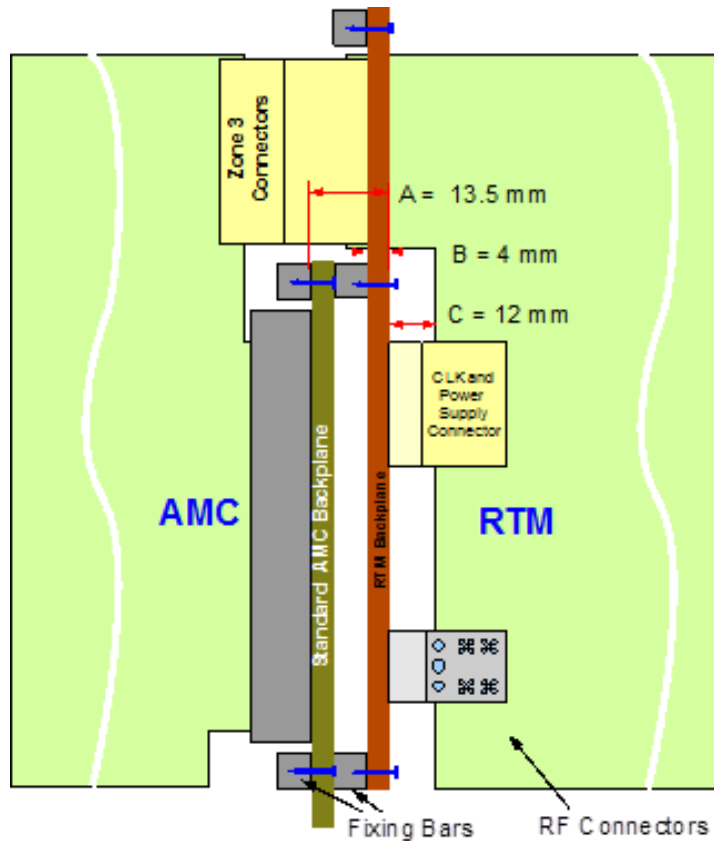 Zone 3
Connectors
A = 13.5 mm
B = 4 mm
C = 12 mm
CLK and
Power
Supply
Connector
Standard AMC Backplane
RTM Backplane
AMC
RTM
Fixing Bars
RF Connectors